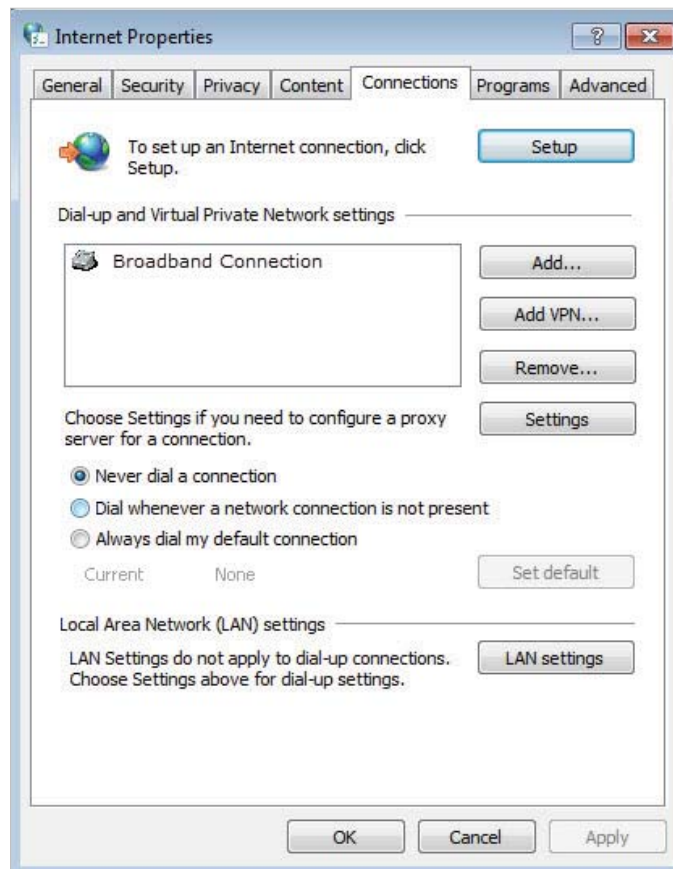 Internet Properties
General Security Privacy Content Connections Programs Advanced
To set up an Internet connection, click
Setup.
Setup
Dial-up and Virtual Private Network settings
Broadband Connection
Add...
Add VPN...
Remove...
Choose Settings if you need to configure a proxy
server for a connection.
Settings
Never dial a connection
Dial whenever a network connection is not present
Always dial my default connection
Current None
Set default
Local Area Network (LAN) settings
LAN Settings do not apply to dial-up connections.
Choose Settings above for dial-up settings.
LAN settings
OK Cancel Apply